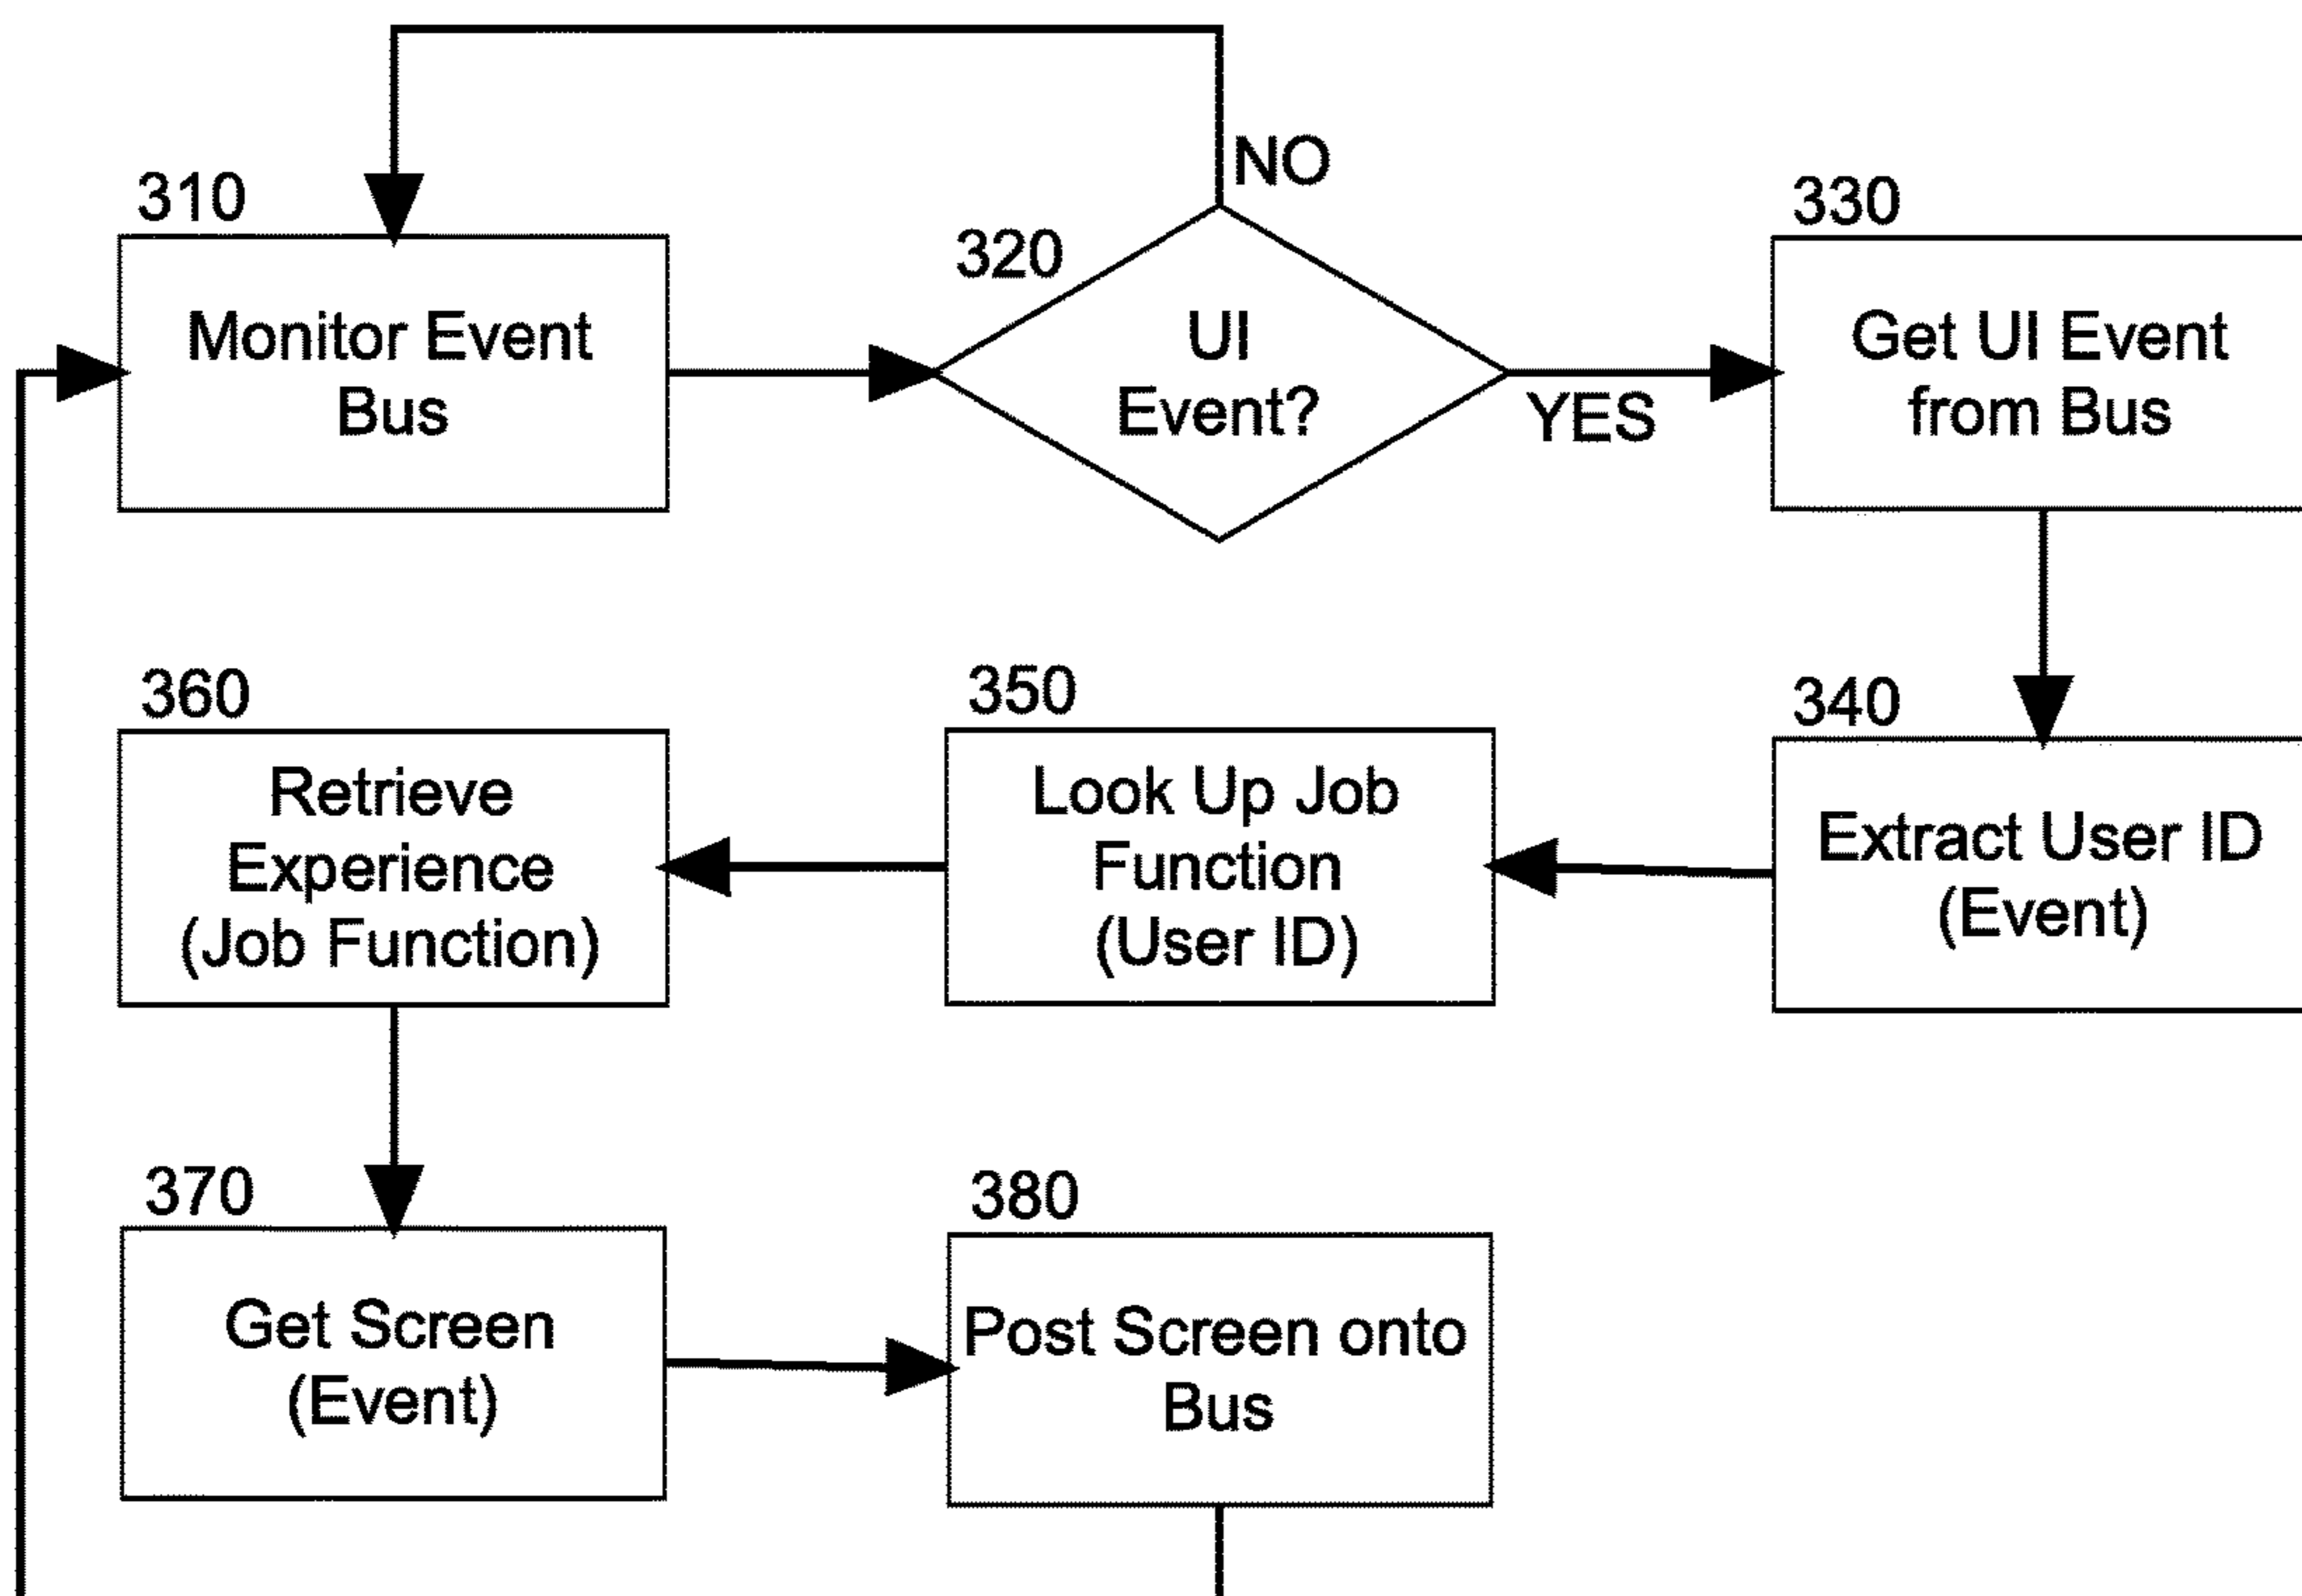 NO
310
320
330
Monitor Event
Bus
UI
Event?
YES
Get UI Event
from Bus
360
350
340
Retrieve
Experience
(Job Function)
Look Up Job
Function
(User ID)
Extract User ID
(Event)
370
380
Get Screen
(Event)
Post Screen onto
Bus